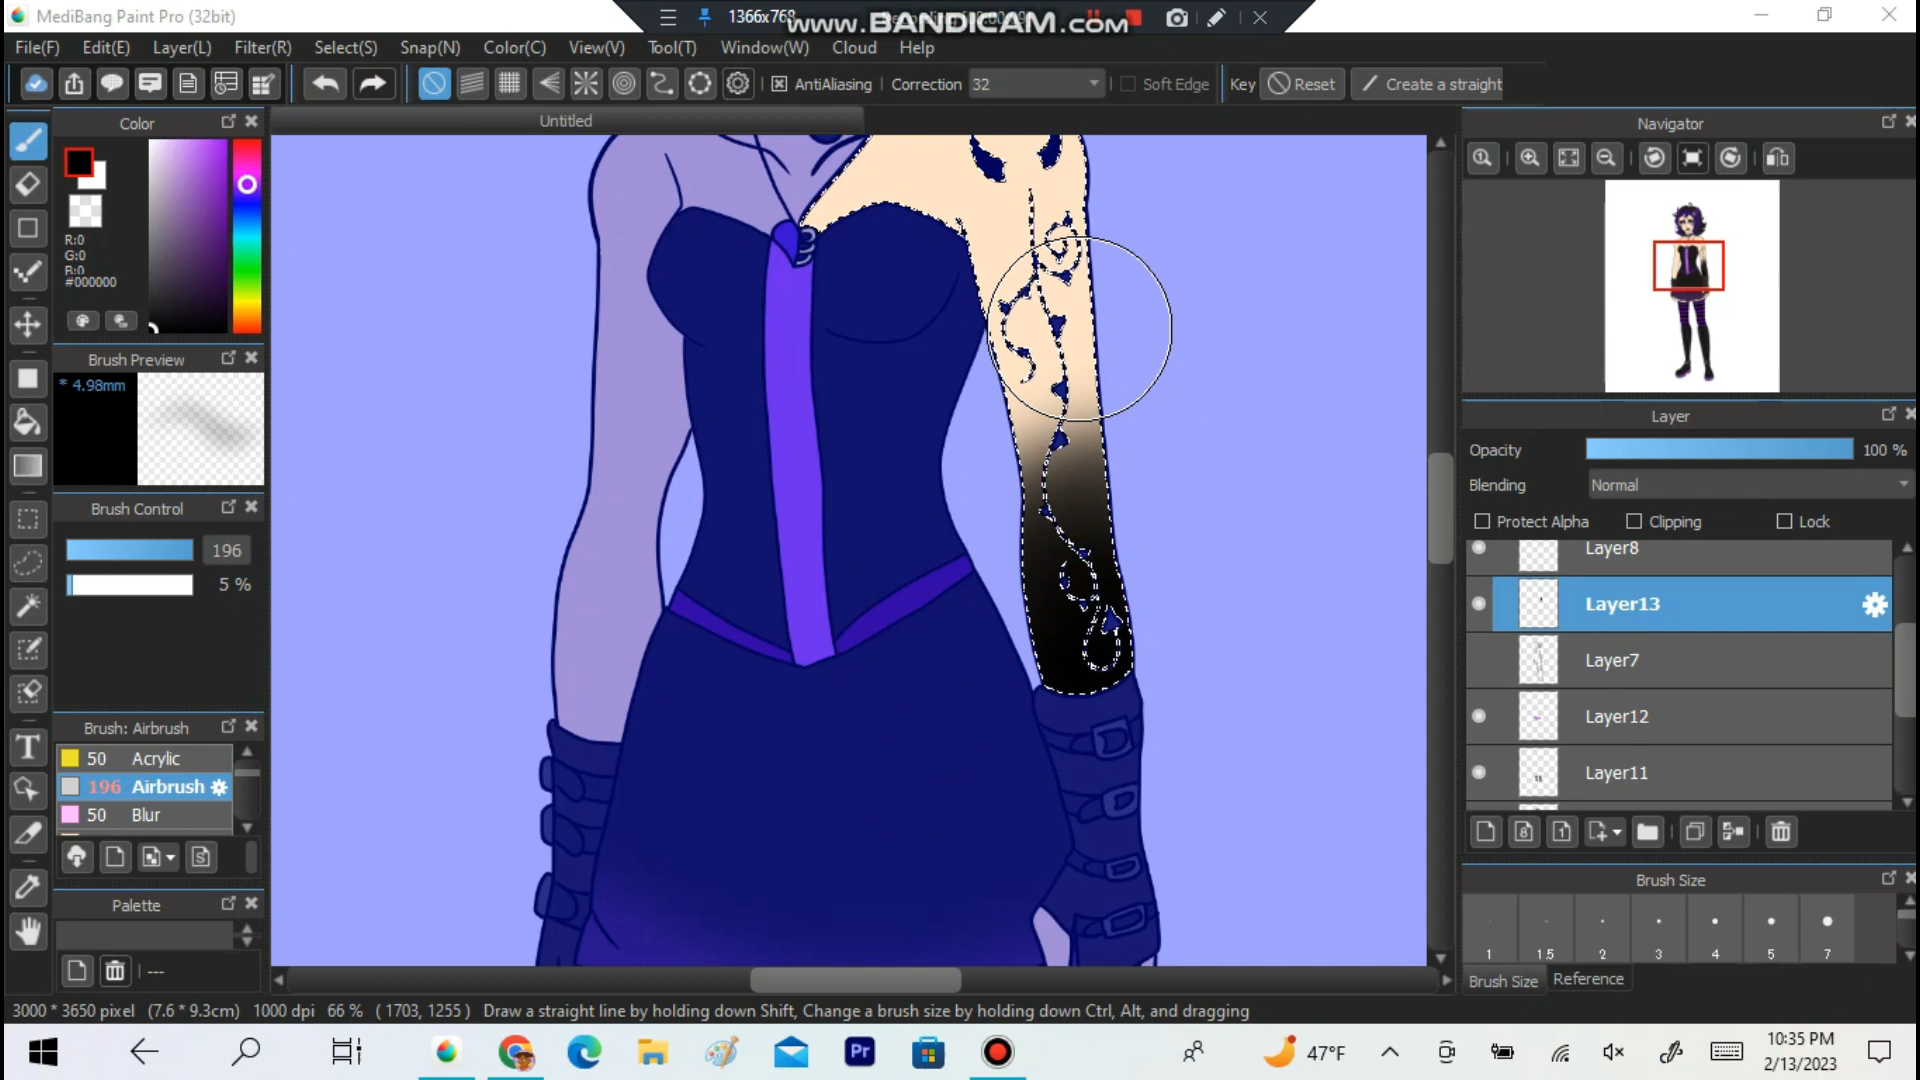 MediBang Paint Pro (32bit)
1366x768
www.BANDICAM.com
File(F) Edit(E) Layer(L) Filter(R) Select(S) Snap(N) Color(C) View(V) Tool(T) Window(W) Cloud Help
AntiAliasing Correction 32 Soft Edge Key Reset Create a straight
Color
Untitled
Navigator
R:0
G:0
B:0
#000000
Brush Preview
* 4.98mm
Layer
Opacity 100 %
Blending Normal
Protect Alpha Clipping Lock
Brush Control
196
5 %
Layer8
Layer13
Layer7
Layer12
Layer11
Brush: Airbrush
50 Acrylic
196 Airbrush
50 Blur
Palette
---
Brush Size
1 1.5 2 3 4 5 7
Brush Size Reference
3000 * 3650 pixel (7.6 * 9.3cm) 1000 dpi 66 % ( 1703, 1255 ) Draw a straight line by holding down Shift, Change a brush size by holding down Ctrl, Alt, and dragging
Pr
47°F
10:35 PM
2/13/2023